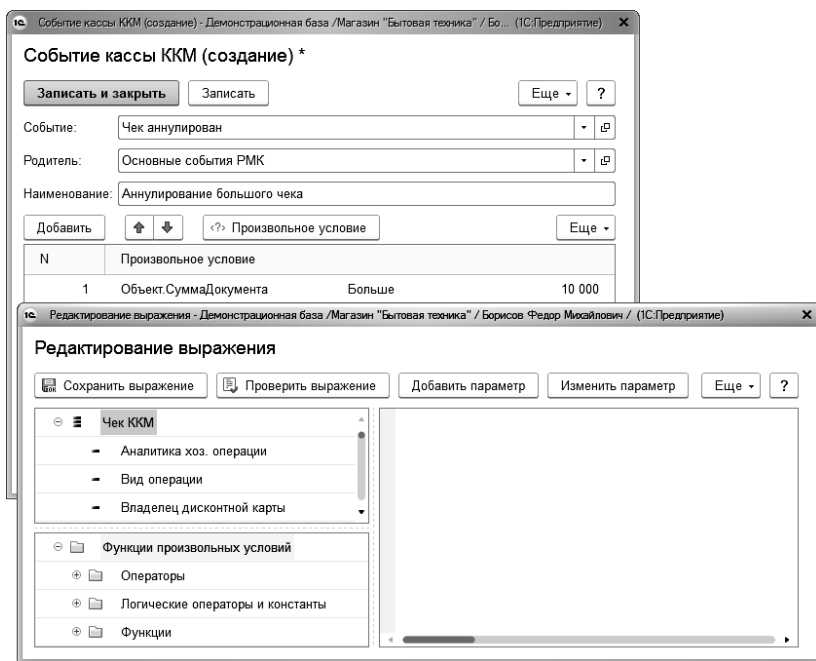 Событие кассы ККМ (создание) - Демонстрационная база /Магазин "Бытовая техника" / Бо... (1С:Предприятие)
Событие кассы ККМ (создание) *
Записать и закрыть Записать Еще ?
Событие: Чек аннулирован
Родитель: Основные события РМК
Наименование: Аннулирование большого чека
Добавить <?> Произвольное условие Еще
N Произвольное условие
1 Объект.СуммаДокумента Больше 10 000
Редактирование выражения - Демонстрационная база /Магазин "Бытовая техника" / Борисов Федор Михайлович / (1С:Предприятие)
Редактирование выражения
Сохранить выражение Проверить выражение Добавить параметр Изменить параметр Еще ?
Чек ККМ
Аналитика хоз. операции
Вид операции
Владелец дисконтной карты
Функции произвольных условий
Операторы
Логические операторы и константы
Функции